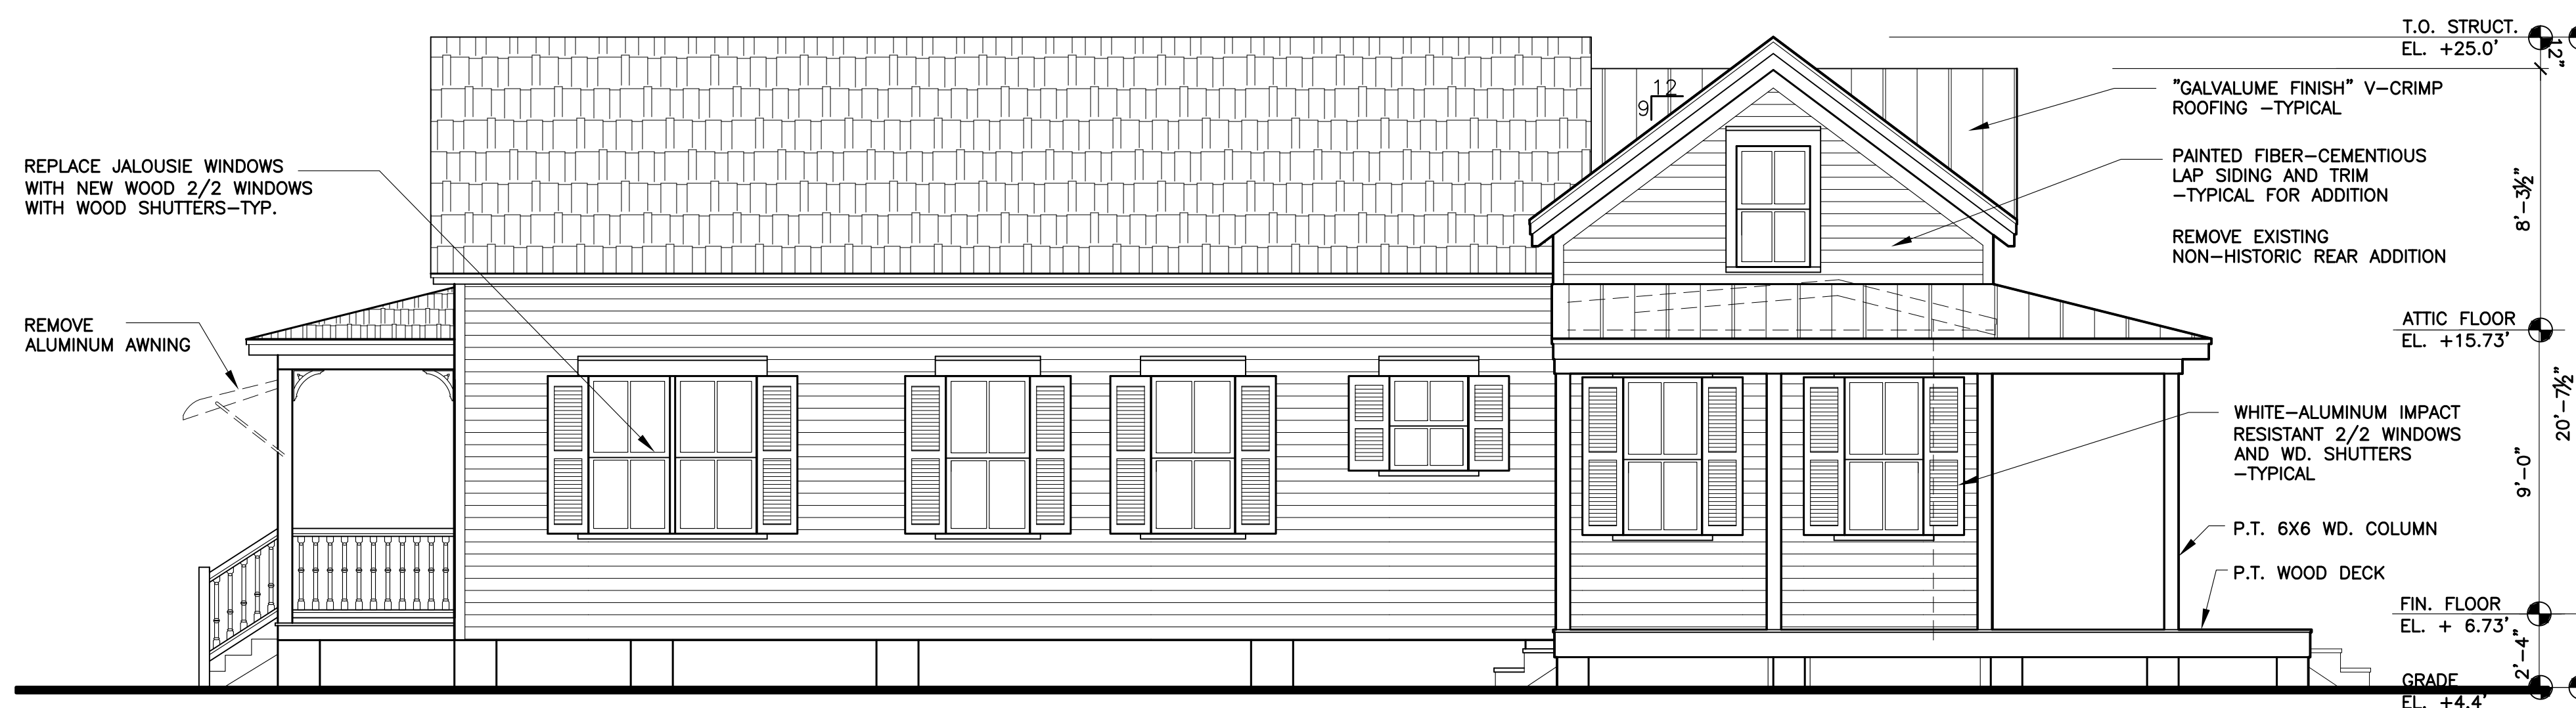 REPLACE JALOUSIE WINDOWS
WITH NEW WOOD 2/2 WINDOWS
WITH WOOD SHUTTERS-TYP.
REMOVE
ALUMINUM AWNING
12
9
T.O. STRUCT.
EL. +25.0'
12"
"GALVALUME FINISH" V-CRIMP
ROOFING -TYPICAL
PAINTED FIBER-CEMENTIOUS
LAP SIDING AND TRIM
-TYPICAL FOR ADDITION
REMOVE EXISTING
NON-HISTORIC REAR ADDITION
8'-3½"
ATTIC FLOOR
EL. +15.73'
20'-7½"
WHITE-ALUMINUM IMPACT
RESISTANT 2/2 WINDOWS
AND WD. SHUTTERS
-TYPICAL
9'-0"
P.T. 6X6 WD. COLUMN
P.T. WOOD DECK
FIN. FLOOR
EL. + 6.73'
2'-4"
GRADE
EL. +4.4'